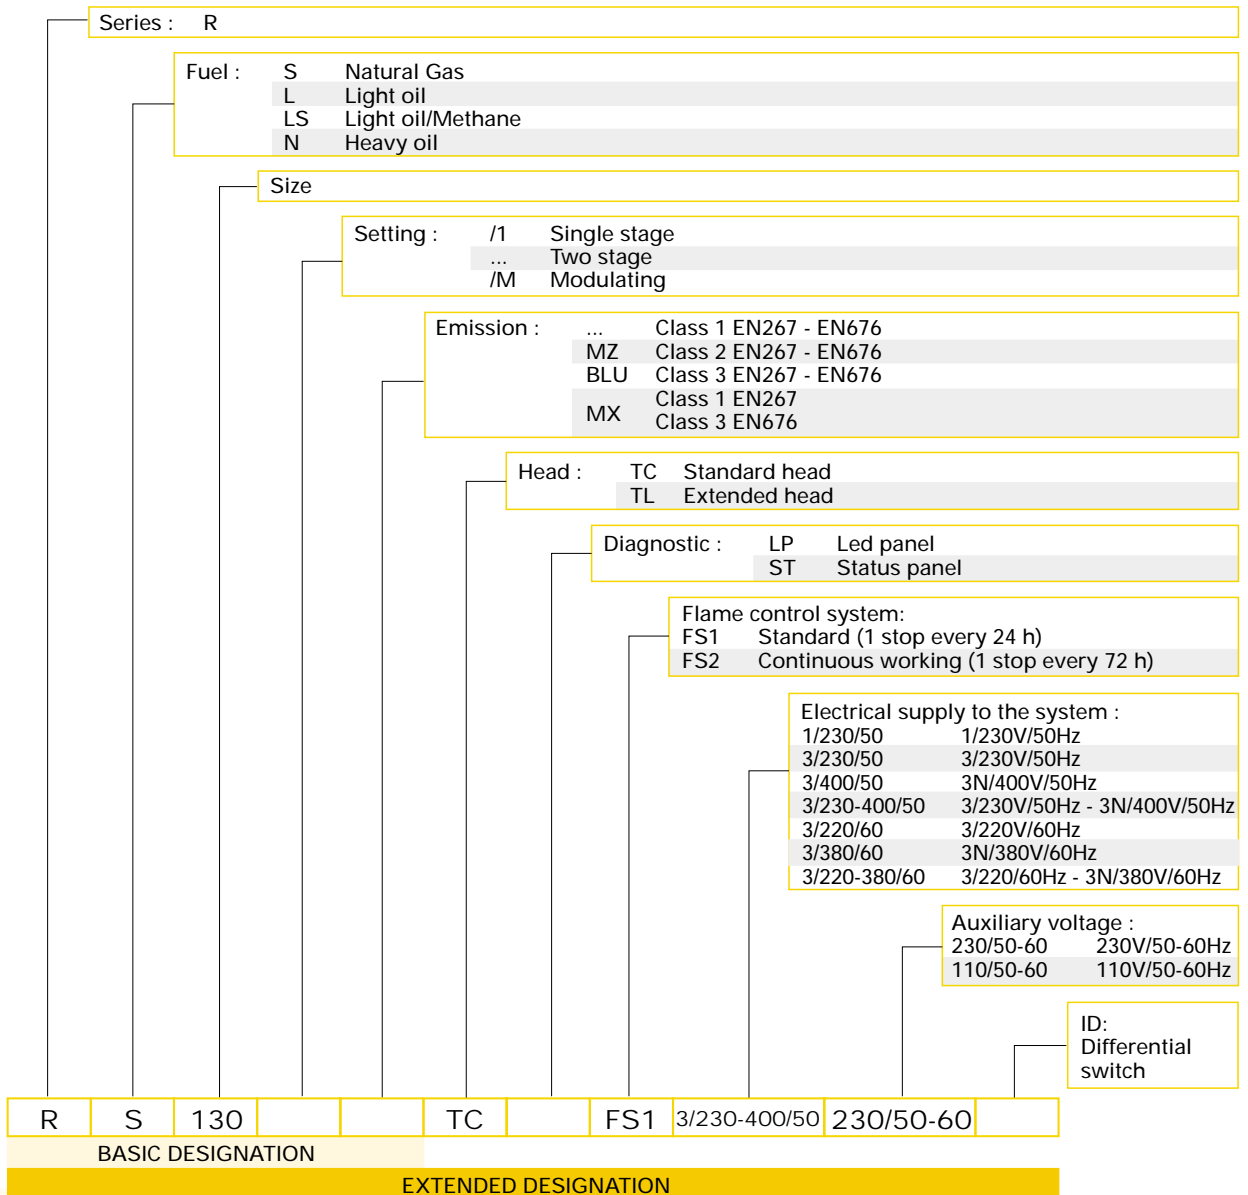 Series : R
Fuel : S Natural Gas
L Light oil
LS Light oil/Methane
N Heavy oil
Size
Setting : /1 Single stage
... Two stage
/M Modulating
Emission : ... Class 1 EN267 - EN676
MZ Class 2 EN267 - EN676
BLU Class 3 EN267 - EN676
MX Class 1 EN267
Class 3 EN676
Head : TC Standard head
TL Extended head
Diagnostic : LP Led panel
ST Status panel
Flame control system:
FS1 Standard (1 stop every 24 h)
FS2 Continuous working (1 stop every 72 h)
Electrical supply to the system :
1/230/50 1/230V/50Hz
3/230/50 3/230V/50Hz
3/400/50 3N/400V/50Hz
3/230-400/50 3/230V/50Hz - 3N/400V/50Hz
3/220/60 3/220V/60Hz
3/380/60 3N/380V/60Hz
3/220-380/60 3/220/60Hz - 3N/380V/60Hz
Auxiliary voltage :
230/50-60 230V/50-60Hz
110/50-60 110V/50-60Hz
ID:
Differential
switch
R S 130 TC FS1 3/230-400/50 230/50-60
BASIC DESIGNATION
EXTENDED DESIGNATION